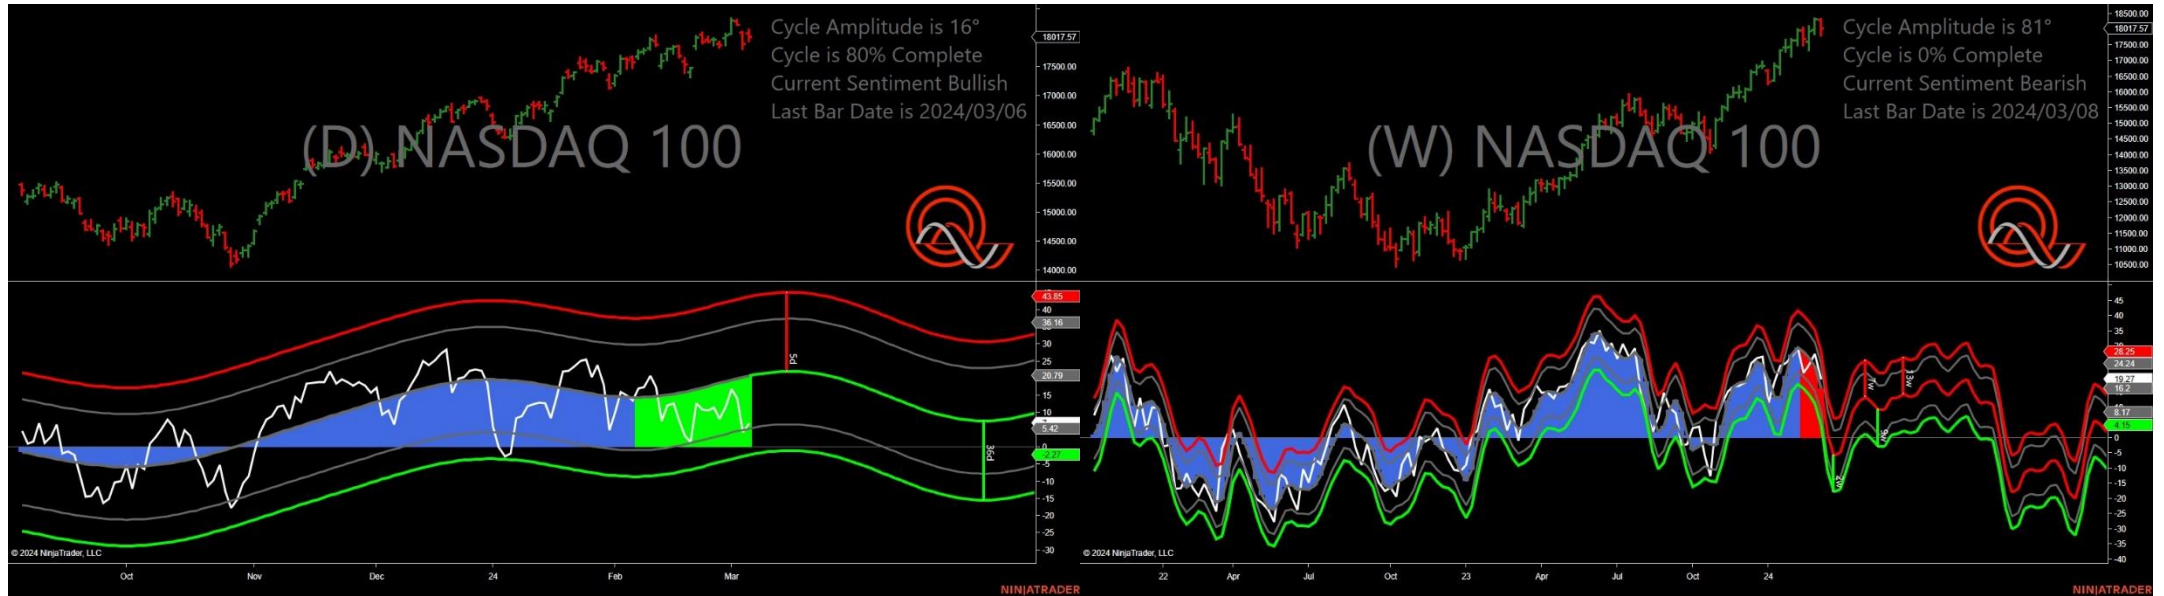 Cycle Amplitude is 16°
Cycle is 80% Complete
Current Sentiment Bullish
Last Bar Date is 2024/03/06
(D) NASDAQ 100
18017.57
17500.00
17000.00
16500.00
16000.00
15500.00
15000.00
14500.00
14000.00
43.85
40
36.16
30
25
20.79
15
10
5.42
0
-2.27
-5
-10
-15
-20
-25
-30
5d
36d
© 2024 NinjaTrader, LLC
Oct
Nov
Dec
24
Feb
Mar
NINJATRADER
Cycle Amplitude is 81°
Cycle is 0% Complete
Current Sentiment Bearish
Last Bar Date is 2024/03/08
(W) NASDAQ 100
18500.00
18017.57
17500.00
17000.00
16500.00
16000.00
15500.00
15000.00
14500.00
14000.00
13500.00
13000.00
12500.00
12000.00
11500.00
11000.00
10500.00
45
40
35
28.25
24.24
19.27
16.2
8.17
4.15
0
-5
-10
-15
-20
-25
-30
-35
-40
13w
9w
© 2024 NinjaTrader, LLC
22
Apr
Jul
Oct
23
Apr
Jul
Oct
24
NINJATRADER